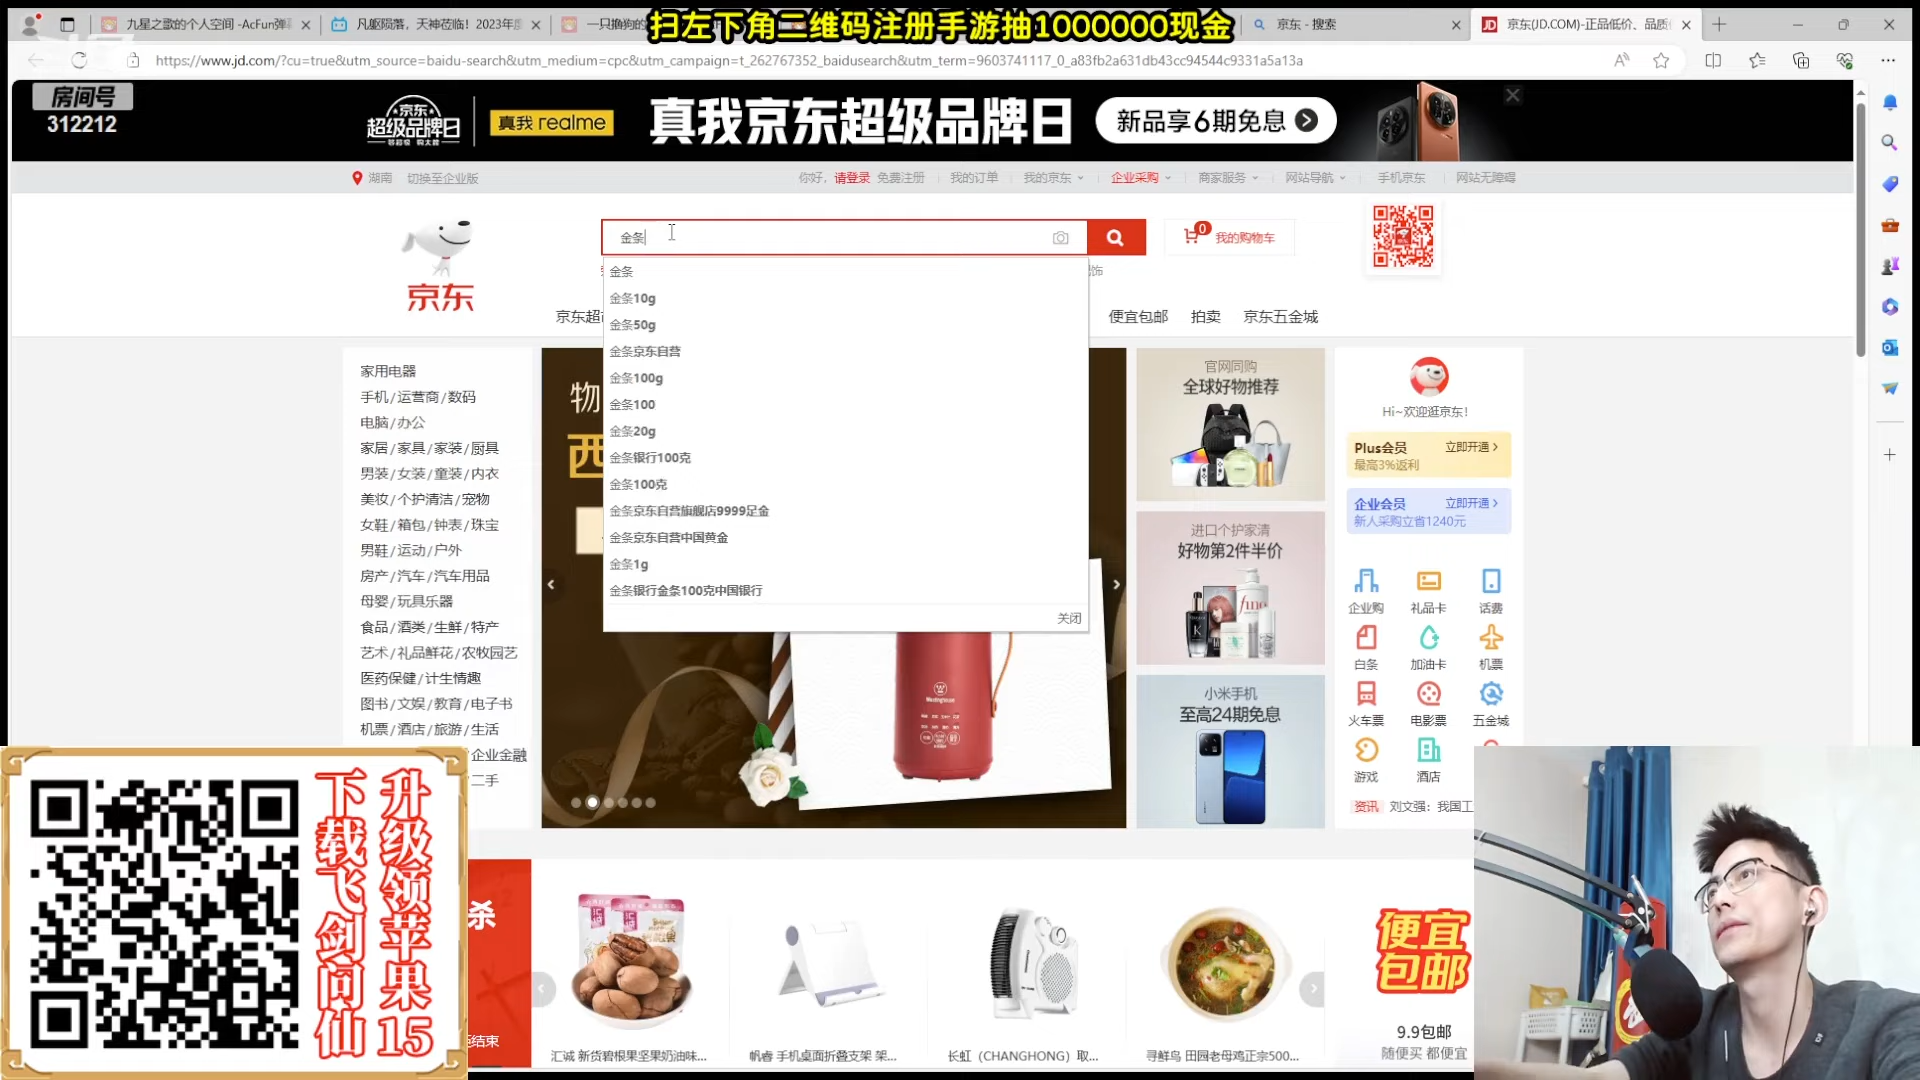 九星之歌的个人空间 -AcFun弹幕
凡躯陨落，天神莅临！2023年度
一只撸狗的
扫左下角二维码注册手游抽1000000现金
京东 - 搜索
京东(JD.COM)-正品低价、品质
https://www.jd.com/?cu=true&utm_source=baidu-search&utm_medium=cpc&utm_campaign=t_262767352_baidusearch&utm_term=9603741117_0_a83fb2a631db43cc94544c9331a5a13a
房间号
312212
京东
超级品牌日
真我 realme
真我京东超级品牌日
新品享6期免息
湖南 切换至企业版
你好，请登录 免费注册 我的订单 我的京东 企业采购 商家服务 网站导航 手机京东 网站无障碍
金条
0
我的购物车
京东
金条
饰
金条10g
京东超市
便宜包邮 拍卖 京东五金城
金条50g
金条京东自营
金条100g
金条100
金条20g
金条银行100克
金条100克
金条京东自营旗舰店9999足金
金条京东自营中国黄金
金条1g
金条银行金条100克中国银行
关闭
家用电器
手机/运营商/数码
电脑/办公
家居/家具/家装/厨具
男装/女装/童装/内衣
美妆/个护清洁/宠物
女鞋/箱包/钟表/珠宝
男鞋/运动/户外
房产/汽车/汽车用品
母婴/玩具乐器
食品/酒类/生鲜/特产
艺术/礼品鲜花/农牧园艺
医药保健/计生情趣
图书/文娱/教育/电子书
机票/酒店/旅游/生活
企业金融
二手
物
西
Westinghouse
官网同购
全球好物推荐
进口个护家清
好物第2件半价
fino
小米手机
至高24期免息
Hi~欢迎逛京东！
Plus会员 立即开通
最高3%返利
企业会员 立即开通
新人采购立省1240元
企业购 礼品卡 话费
白条 加油卡 机票
火车票 电影票 五金城
游戏 酒店
资讯 刘文强：我国工
升级领苹果15
下载飞剑问仙
杀
结束
汇诚 新货碧根果坚果奶油味...
帆睿 手机桌面折叠支架 架...
长虹（CHANGHONG）取...
寻鲜鸟 田园老母鸡正宗500...
便宜
包邮
9.9包邮
随便买 都便宜